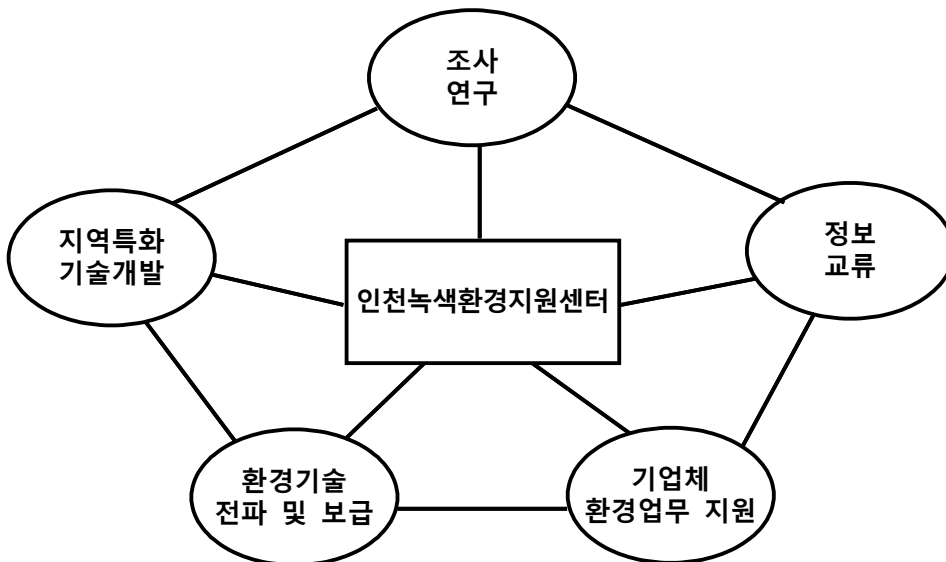 조사
연구
지역특화
기술개발
정보
교류
인천녹색환경지원센터
환경기술
전파 및 보급
기업체
환경업무 지원